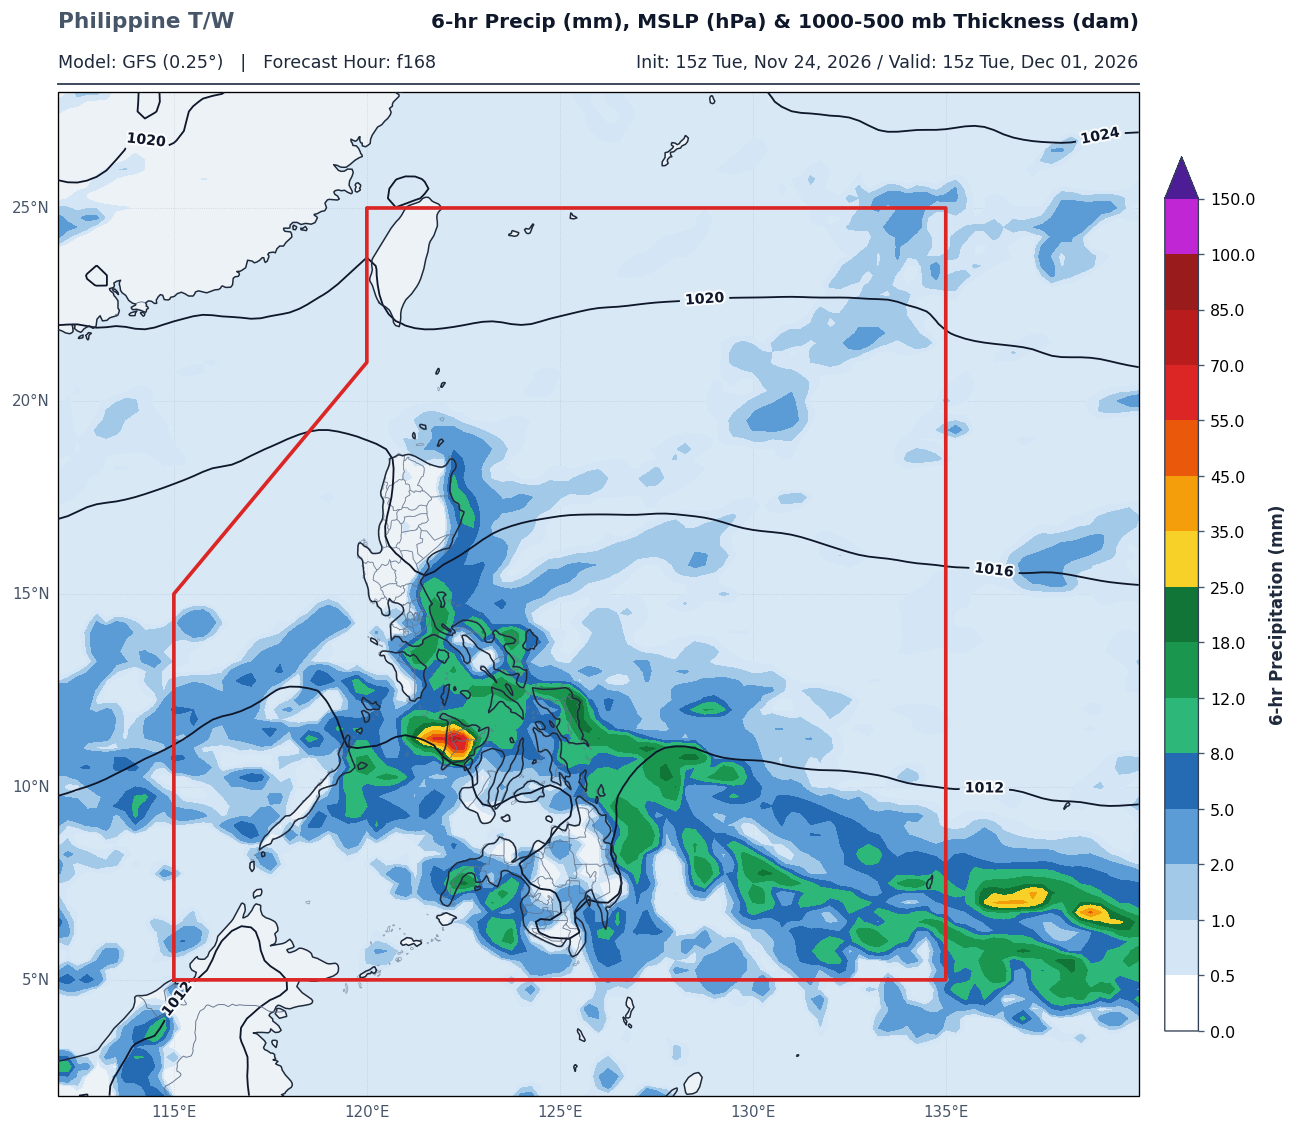 Philippine T/W
6-hr Precip (mm), MSLP (hPa) & 1000-500 mb Thickness (dam)
Model: GFS (0.25°) | Forecast Hour: f168
Init: 15z Tue, Nov 24, 2026 / Valid: 15z Tue, Dec 01, 2026
1020
1024
1020
1016
1012
1012
25°N
20°N
15°N
10°N
5°N
115°E
120°E
125°E
130°E
135°E
150.0
100.0
85.0
70.0
55.0
45.0
35.0
25.0
18.0
12.0
8.0
5.0
2.0
1.0
0.5
0.0
6-hr Precipitation (mm)